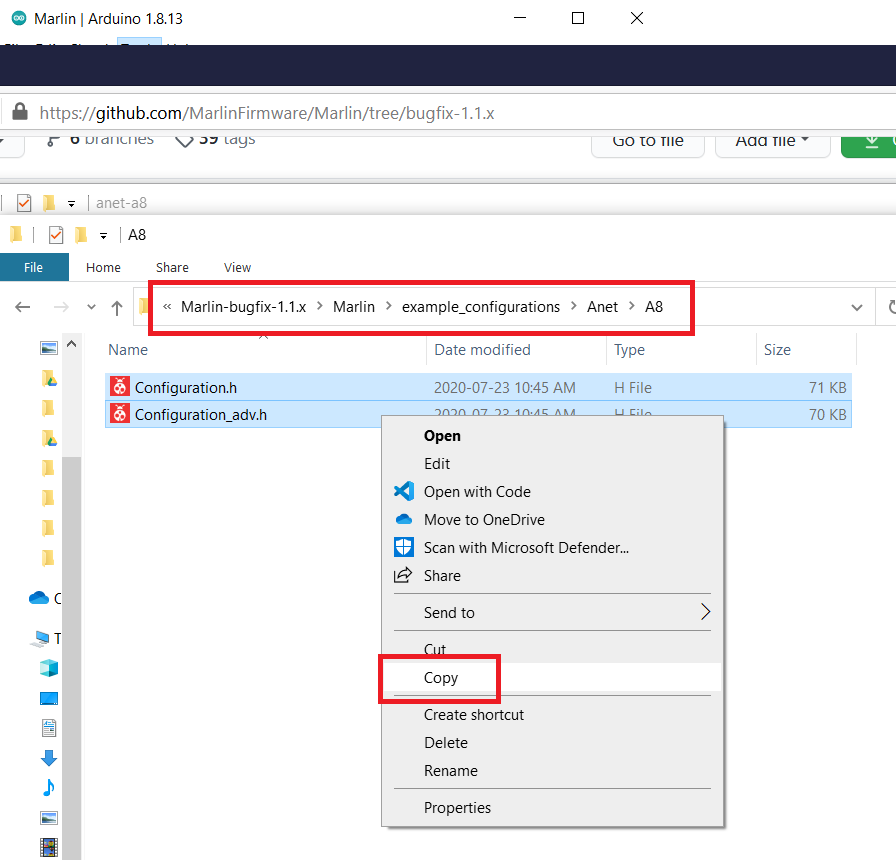 Marlin | Arduino 1.8.13
https://github.com/MarlinFirmware/Marlin/tree/bugfix-1.1.x
6 branches 39 tags Go to file Add file
anet-a8
A8
File Home Share View
« Marlin-bugfix-1.1.x > Marlin > example_configurations > Anet > A8
Name Date modified Type Size
Configuration.h 2020-07-23 10:45 AM H File 71 KB
Configuration_adv.h 2020-07-23 10:45 AM H File 70 KB
Open
Edit
Open with Code
Move to OneDrive
Scan with Microsoft Defender...
Share
Send to
Cut
Copy
Create shortcut
Delete
Rename
Properties